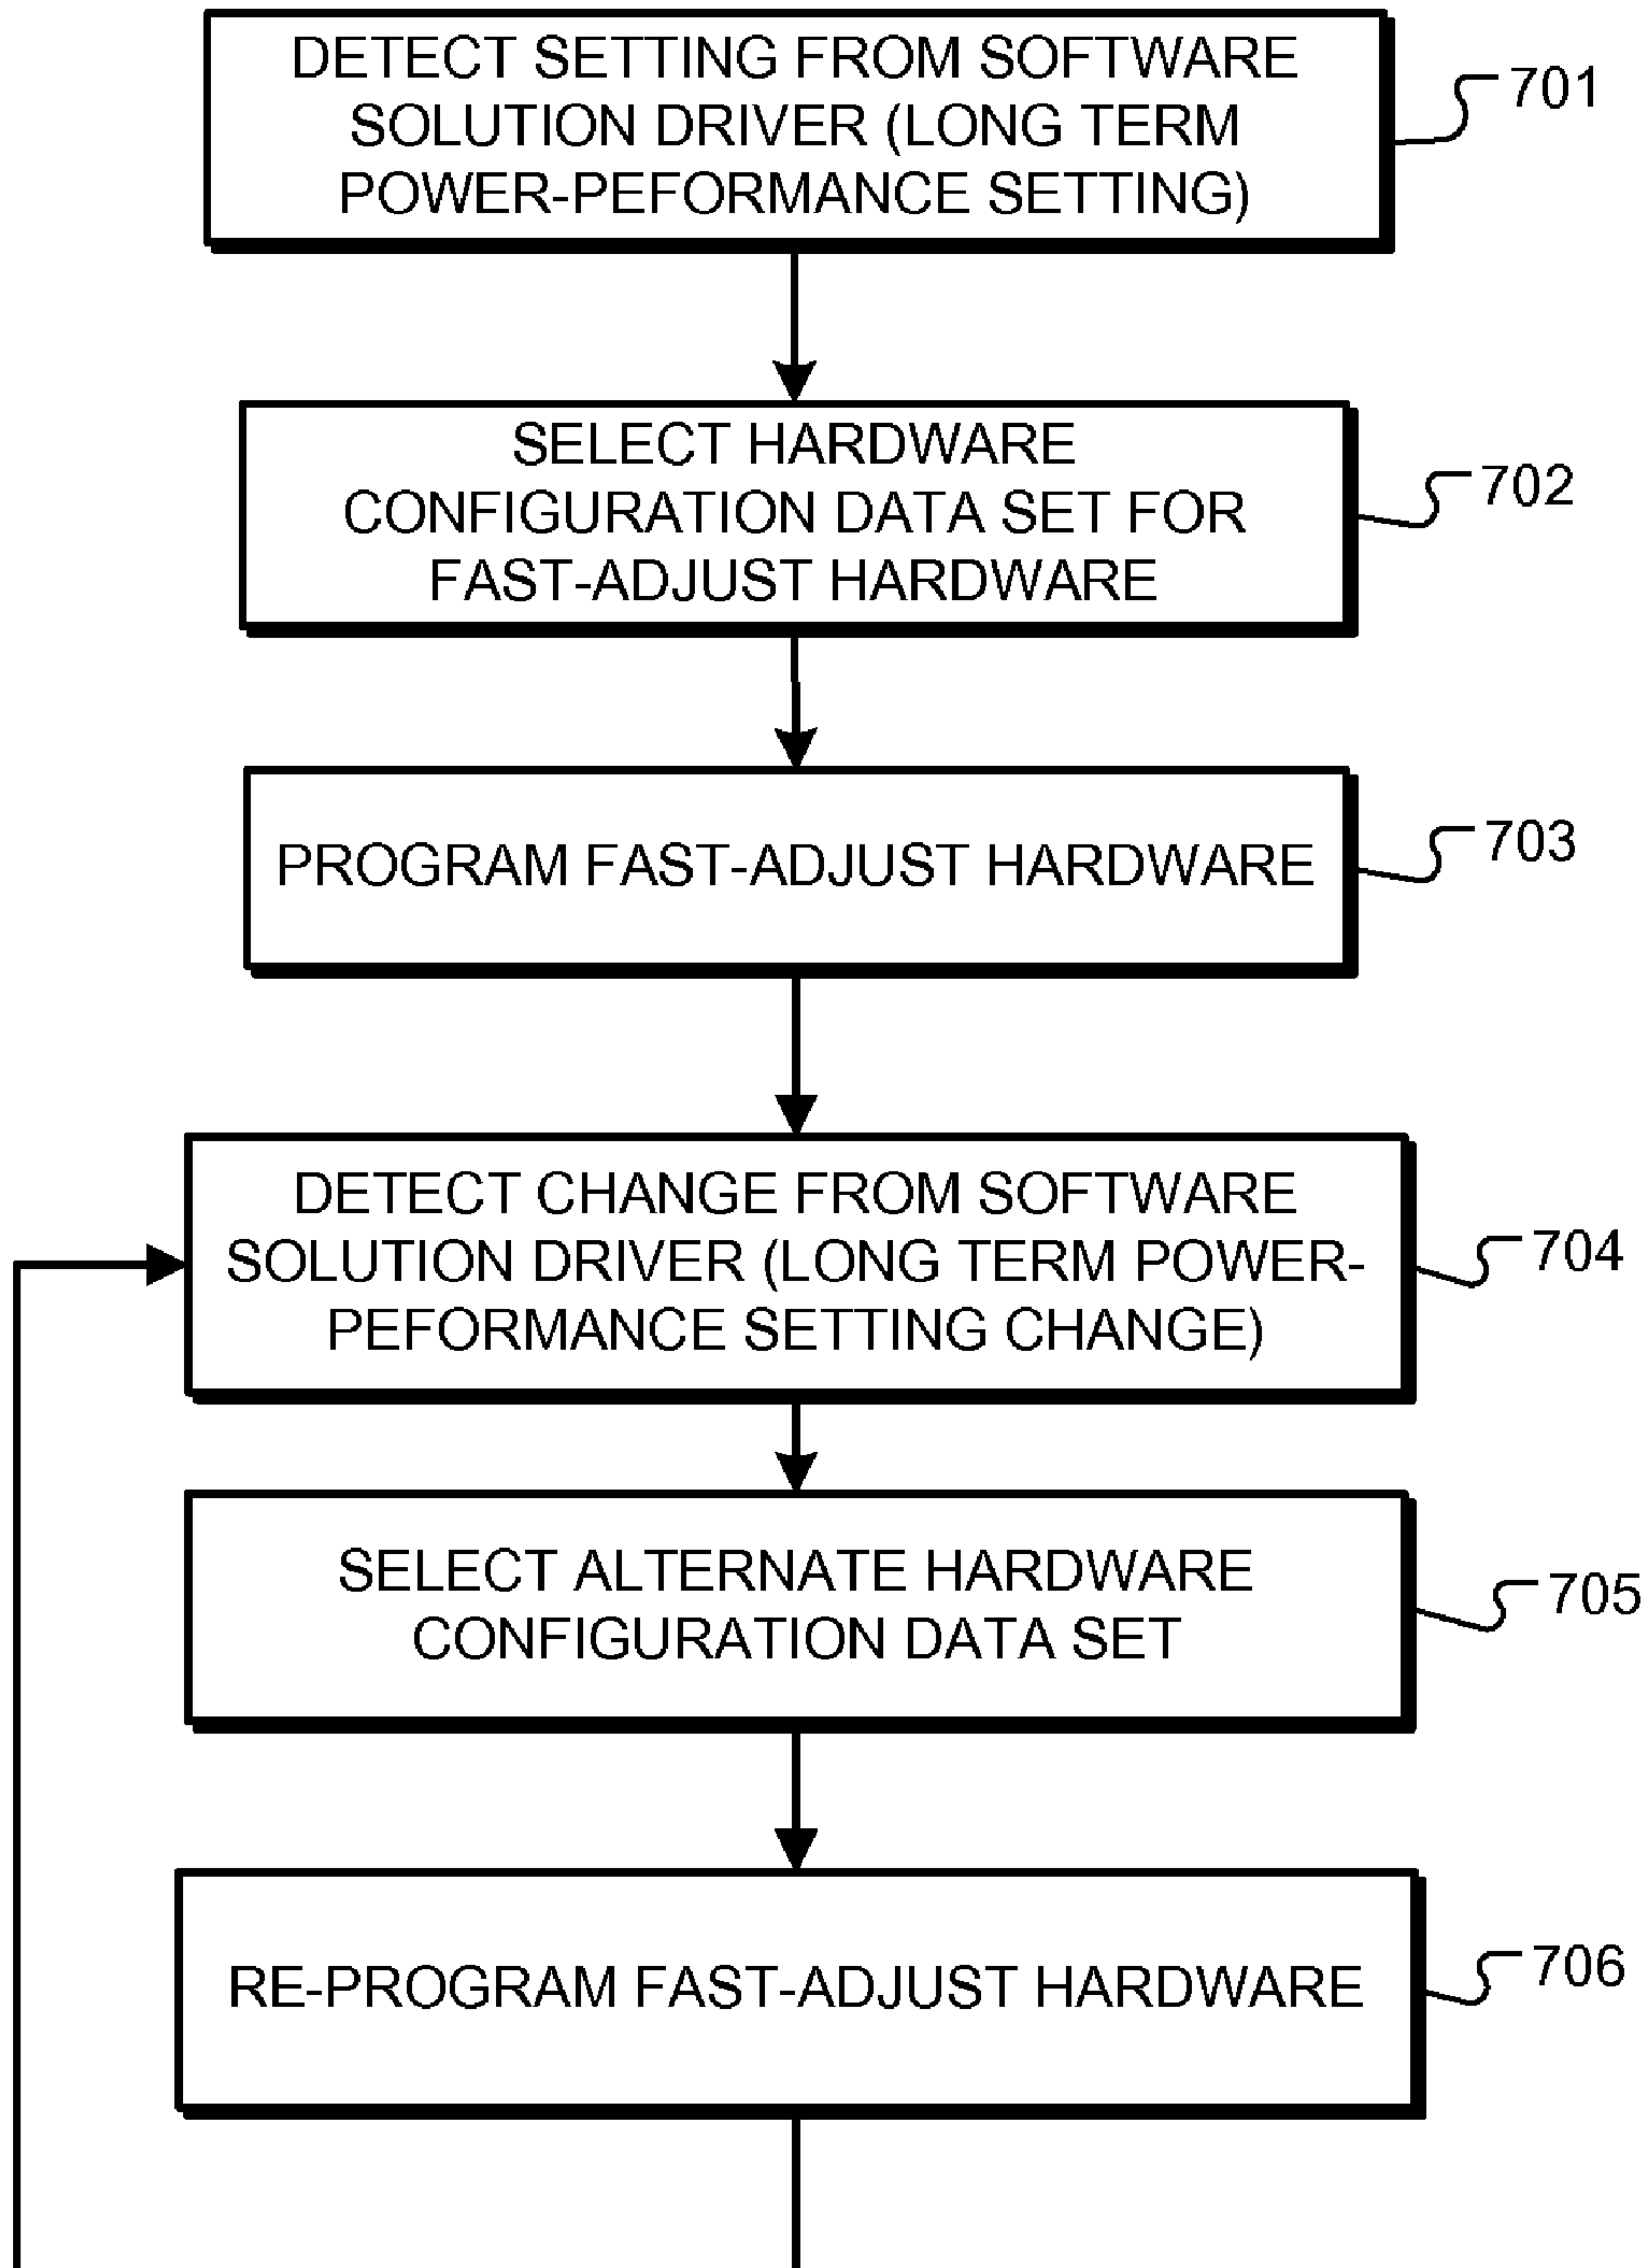 DETECT SETTING FROM SOFTWARE
SOLUTION DRIVER (LONG TERM
POWER-PEFORMANCE SETTING)
701
SELECT HARDWARE
CONFIGURATION DATA SET FOR
FAST-ADJUST HARDWARE
702
PROGRAM FAST-ADJUST HARDWARE
703
DETECT CHANGE FROM SOFTWARE
SOLUTION DRIVER (LONG TERM POWER-
PEFORMANCE SETTING CHANGE)
704
SELECT ALTERNATE HARDWARE
CONFIGURATION DATA SET
705
RE-PROGRAM FAST-ADJUST HARDWARE
706